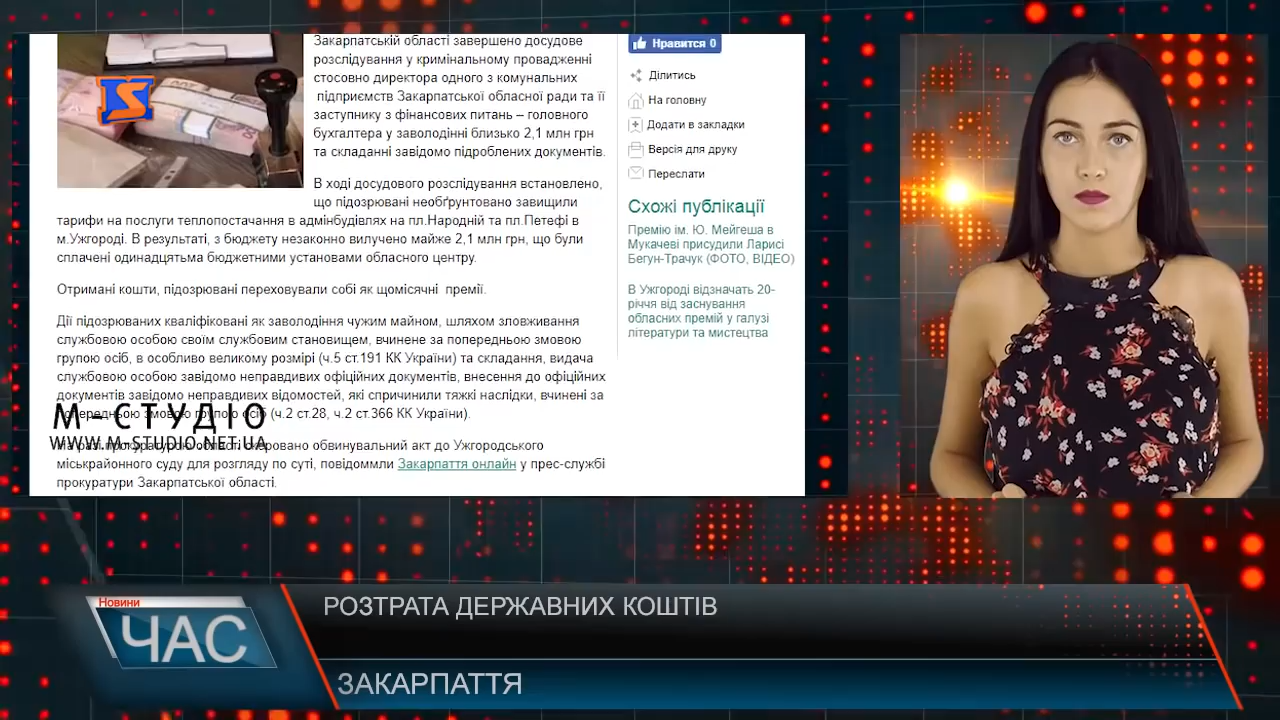 Закарпатській області завершено досудове
розслідування у кримінальному провадженні
стосовно директора одного з комунальних
підприємств Закарпатської обласної ради та її
заступнику з фінансових питань – головного
бухгалтера у заволодінні близько 2,1 млн грн
та складанні завідомо підроблених документів.
В ході досудового розслідування встановлено,
що підозрювані необґрунтовано завищили
тарифи на послуги теплопостачання в адмінбудівлях на пл.Народній та пл.Петефі в
м.Ужгороді. В результаті, з бюджету незаконно вилучено майже 2,1 млн грн, що були
сплачені одинадцятьма бюджетними установами обласного центру.
Отримані кошти, підозрювані переховували собі як щомісячні премії.
Дії підозрюваних кваліфіковані як заволодіння чужим майном, шляхом зловживання
службовою особою своїм службовим становищем, вчинене за попередньою змовою
групою осіб, в особливо великому розмірі (ч.5 ст.191 КК України) та складання, видача
службовою особою завідомо неправдивих офіційних документів, внесення до офіційних
документів завідомо неправдивих відомостей, які спричинили тяжкі наслідки, вчинені за
попередньою змовою групою осіб (ч.2 ст.28, ч.2 ст.366 КК України).
На разі прокуратурою області скеровано обвинувальний акт до Ужгородського
міськрайонного суду для розгляду по суті, повідоммли Закарпаття онлайн у прес-службі
прокуратури Закарпатської області.
М-СТУДІО
WWW.M-STUDIO.NET.UA
Нравится 0
Ділитись
На головну
Додати в закладки
Версія для друку
Переслати
Схожі публікації
Премію ім. Ю. Мейгеша в
Мукачеві присудили Ларисі
Бегун-Трачук (ФОТО, ВІДЕО)
В Ужгороді відзначать 20-
річчя від заснування
обласних премій у галузі
літератури та мистецтва
Новини
ЧАС
РОЗТРАТА ДЕРЖАВНИХ КОШТІВ
ЗАКАРПАТТЯ